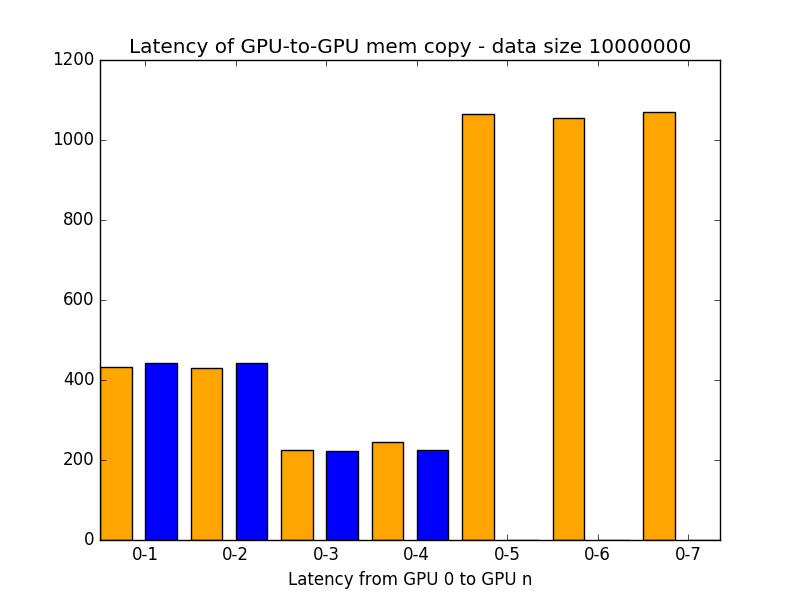 Latency of GPU-to-GPU mem copy - data size 10000000
1200
1000
800
600
400
200
0
0-1 0-2 0-3 0-4 0-5 0-6 0-7
Latency from GPU 0 to GPU n